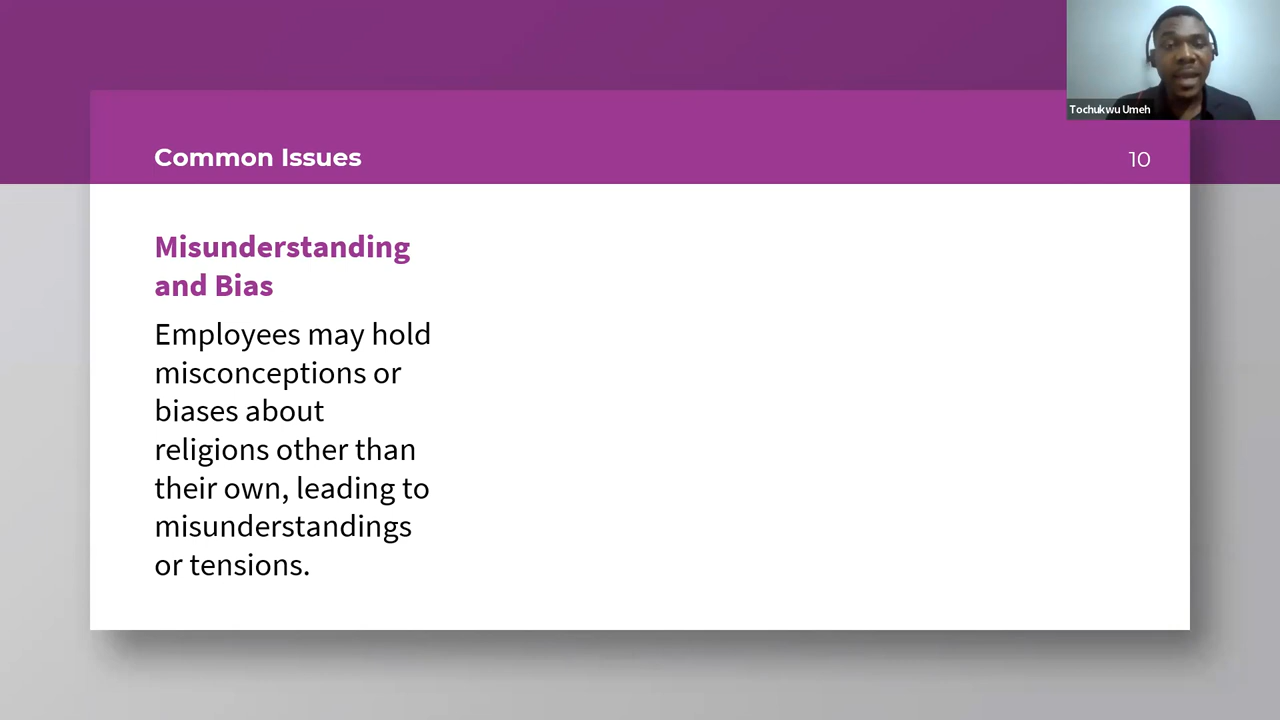 Tochukwu Umeh
Common Issues
10
Misunderstanding
and Bias
Employees may hold
misconceptions or
biases about
religions other than
their own, leading to
misunderstandings
or tensions.